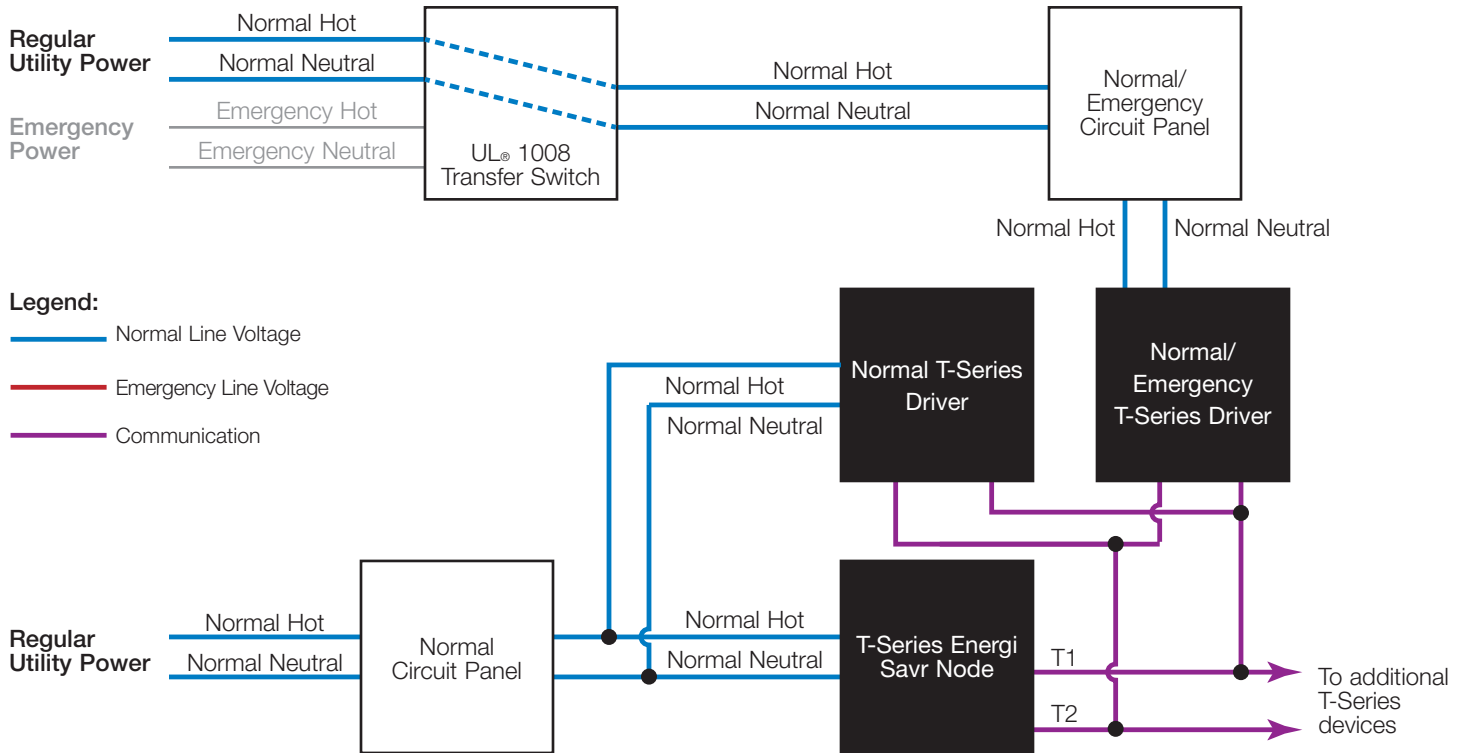 Regular
Utility Power
Normal Hot
Normal Neutral
Emergency
Power
Emergency Hot
Emergency Neutral
UL® 1008
Transfer Switch
Normal Hot
Normal Neutral
Normal/
Emergency
Circuit Panel
Normal Hot
Normal Neutral
Legend:
Normal Line Voltage
Emergency Line Voltage
Communication
Normal T-Series
Driver
Normal/
Emergency
T-Series Driver
Normal Hot
Normal Neutral
Regular
Utility Power
Normal Hot
Normal Neutral
Normal
Circuit Panel
Normal Hot
Normal Neutral
T-Series Energi
Savr Node
T1
T2
To additional
T-Series
devices